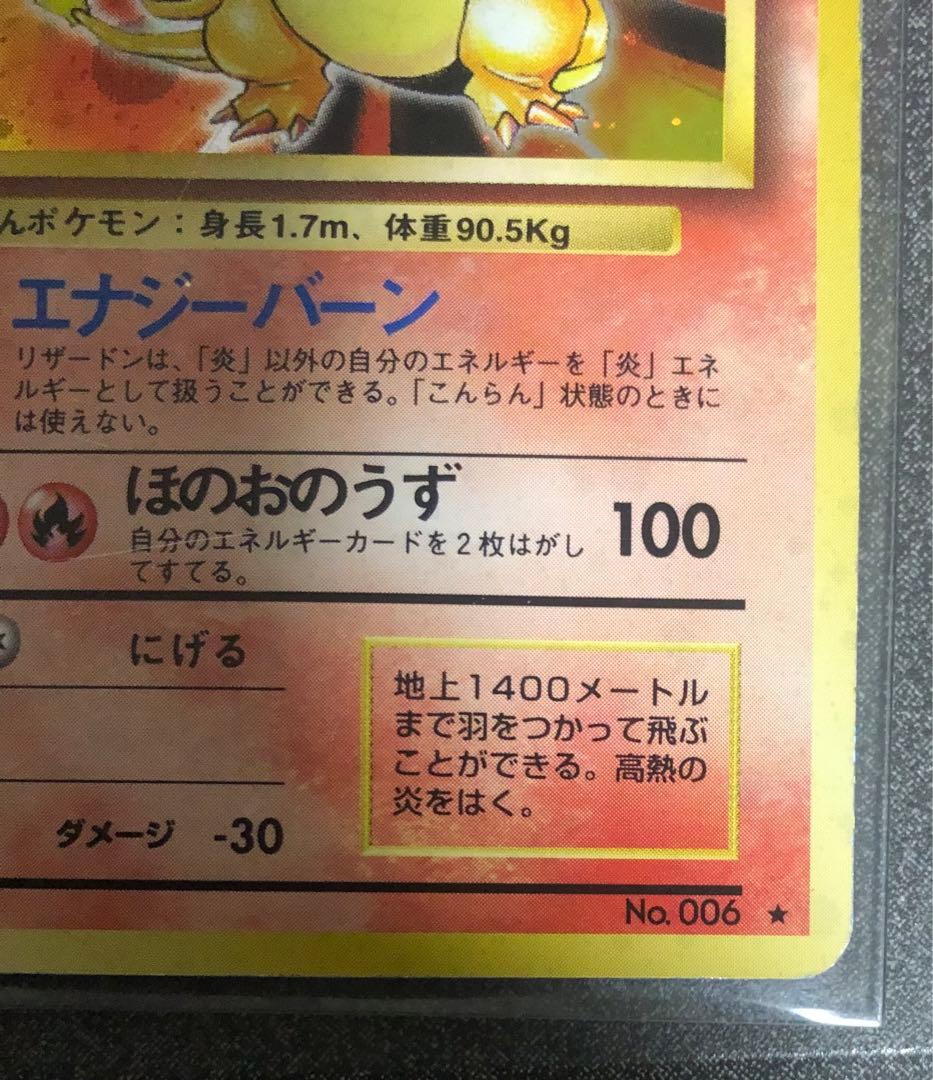 んポケモン：身長1.7m、体重90.5Kg
エナジーバーン
リザードンは、「炎」以外の自分のエネルギーを「炎」エネ
ルギーとして扱うことができる。「こんらん」状態のときに
は使えない。
ほのおのうず 100
自分のエネルギーカードを２枚はがし
てすてる。
にげる
地上1400メートル
まで羽をつかって飛ぶ
ことができる。高熱の
炎をはく。
ダメージ -30
No. 006 ★